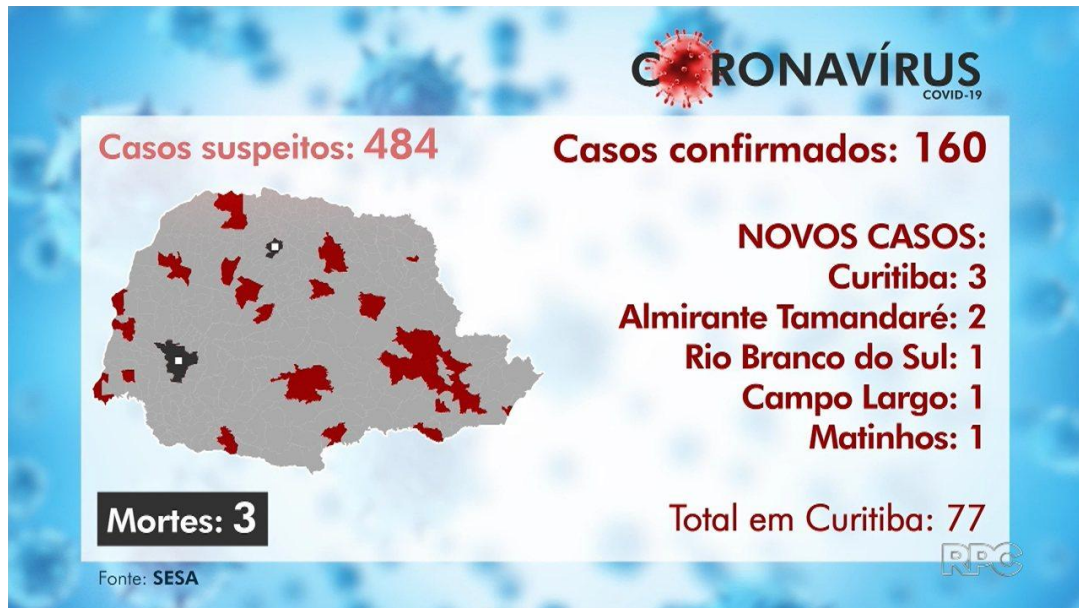 CORONAVÍRUS
COVID-19
Casos suspeitos: 484
Casos confirmados: 160
NOVOS CASOS:
Curitiba: 3
Almirante Tamandaré: 2
Rio Branco do Sul: 1
Campo Largo: 1
Matinhos: 1
Mortes: 3
Total em Curitiba: 77
RPC
Fonte: SESA